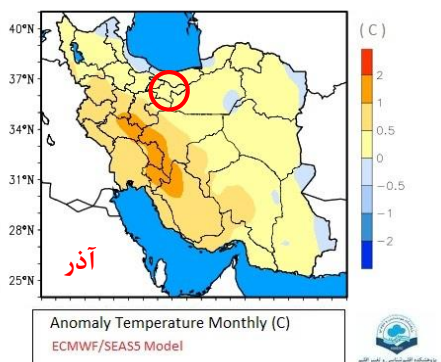 (C)
40°N
37°N
34°N
31°N
28°N
25°N
2
1
0.5
0
−0.5
−1
−2
آذر
Anomaly Temperature Monthly (C)
ECMWF/SEAS5 Model